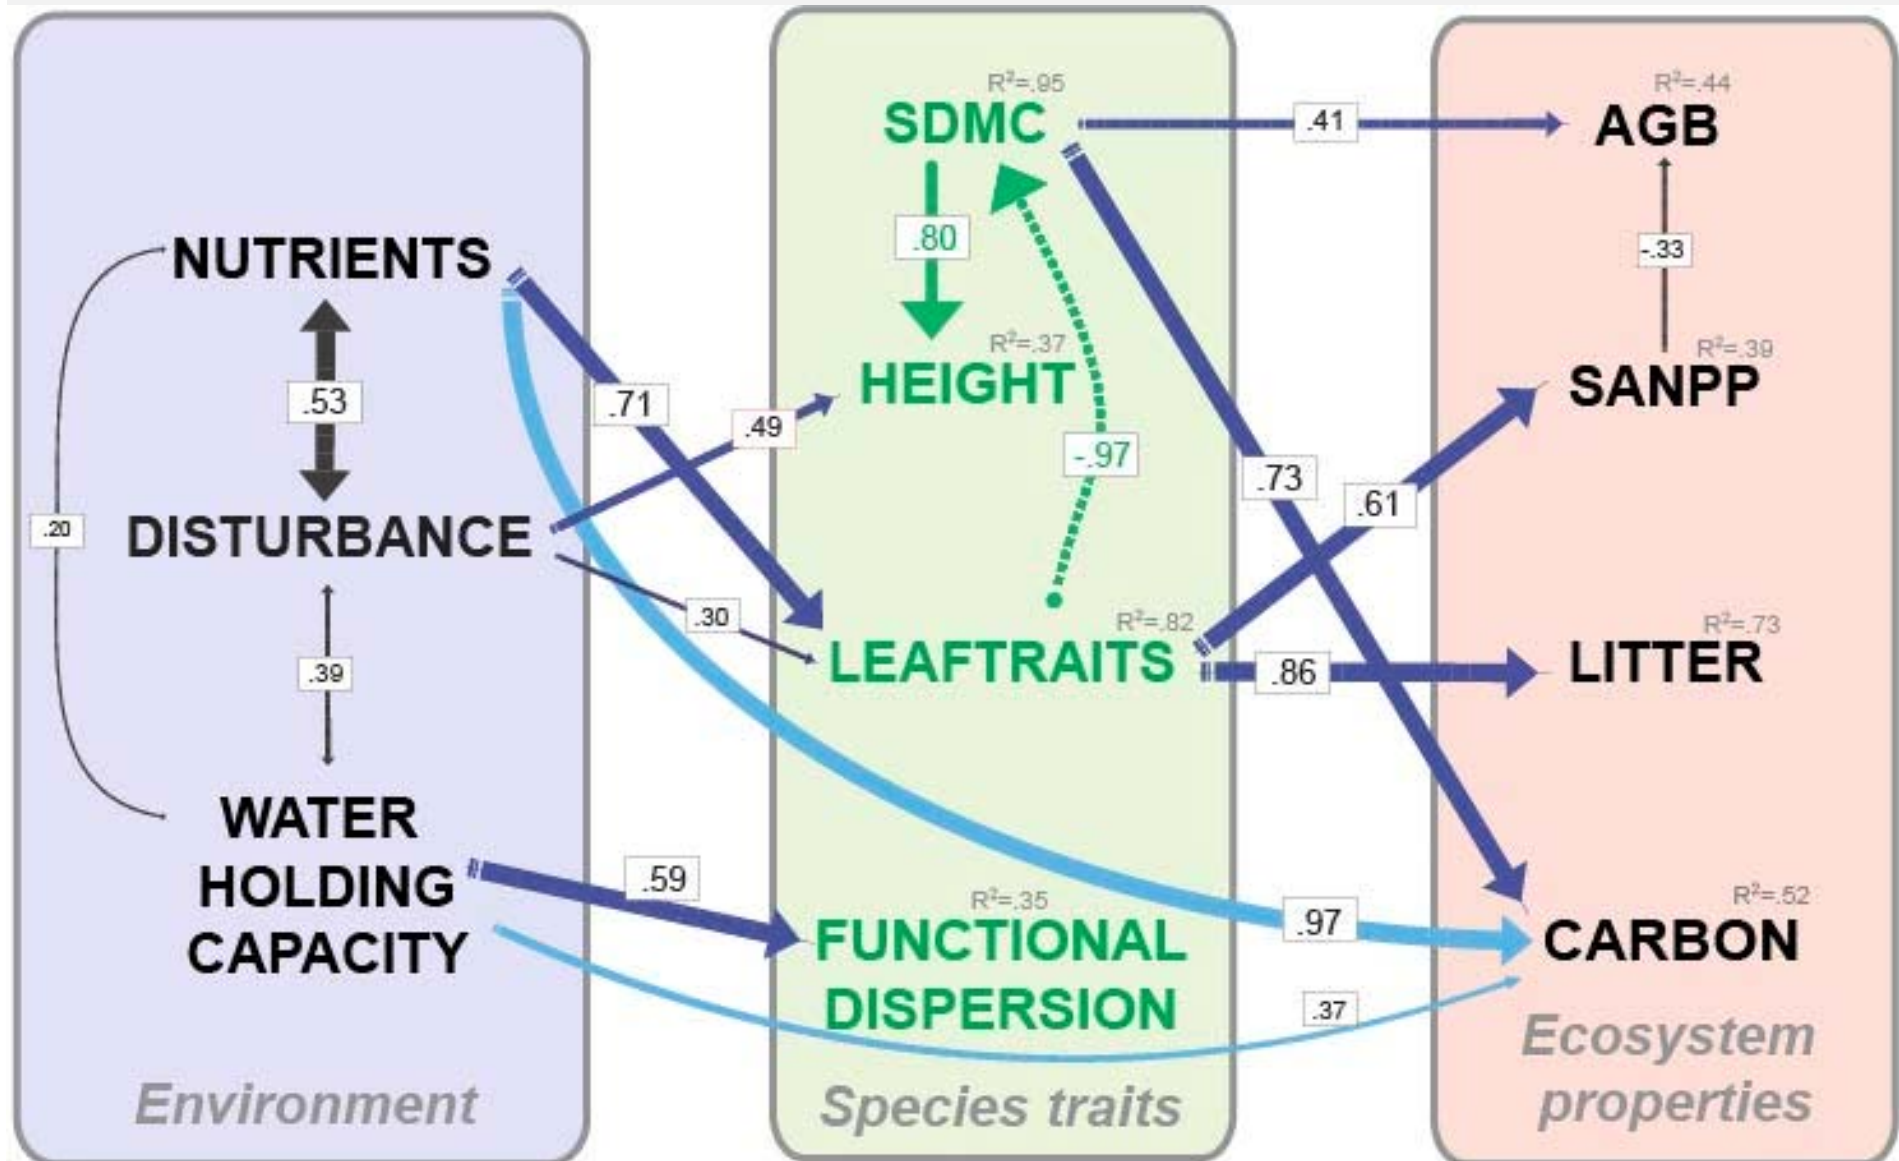 R²=.95
SDMC
R²=.44
AGB
.41
NUTRIENTS
.80
-.33
R²=.37
HEIGHT
R²=.39
SANPP
.53
.71
.49
-.97
.73
.61
.20
DISTURBANCE
.30
R²=.82
LEAFTRAITS
.86
R²=.73
LITTER
.39
WATER
HOLDING
CAPACITY
.59
R²=.35
FUNCTIONAL
DISPERSION
.97
R²=.52
CARBON
.37
Environment
Species traits
Ecosystem
properties